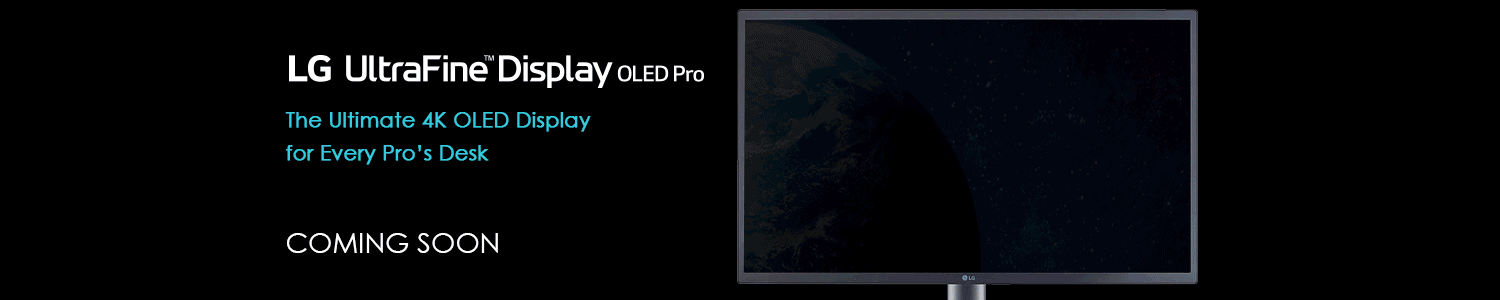 LG UltraFine™ Display OLED Pro
The Ultimate 4K OLED Display
for Every Pro's Desk
COMING SOON
LG